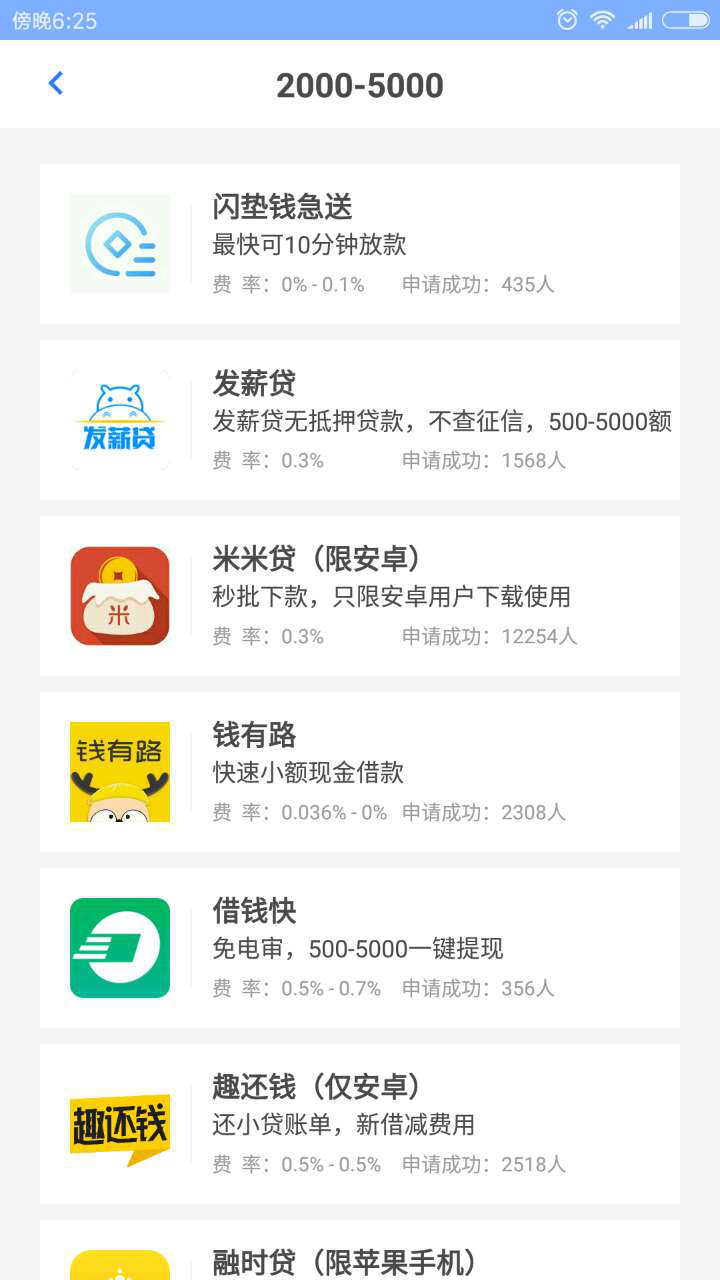 傍晚6:25
2000-5000
闪垫钱急送
最快可10分钟放款
费 率：0% - 0.1% 申请成功：435人
发薪贷
发薪贷
发薪贷无抵押贷款，不查征信，500-5000额
费 率：0.3% 申请成功：1568人
米
米米贷（限安卓）
秒批下款，只限安卓用户下载使用
费 率：0.3% 申请成功：12254人
钱有路
钱有路
快速小额现金借款
费 率：0.036% - 0% 申请成功：2308人
借钱快
免电审，500-5000一键提现
费 率：0.5% - 0.7% 申请成功：356人
趣还钱
趣还钱（仅安卓）
还小贷账单，新借减费用
费 率：0.5% - 0.5% 申请成功：2518人
融时贷（限苹果手机）